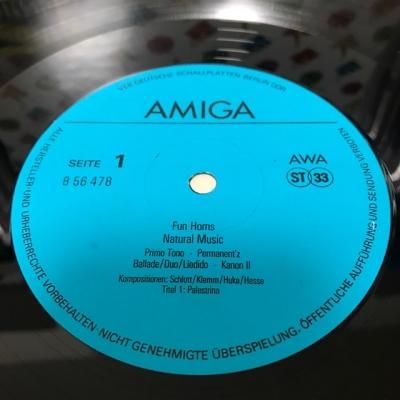 VEB DEUTSCHE SCHALLPLATTEN BERLIN DDR
AMIGA
SEITE 1
8 56 478
AWA
ST 33
Fun Horns
Natural Music
Primo Tono · Permanent'z
Ballade/Duo/Liedido · Kanon II
Kompositionen: Schlott/Klemm/Huke/Hesse
Titel 1: Palestrina
ALLE HERSTELLER- UND URHEBERRECHTE VORBEHALTEN · NICHT GENEHMIGTE ÜBERSPIELUNG, ÖFFENTLICHE AUFFÜHRUNG UND SENDUNG VERBOTEN